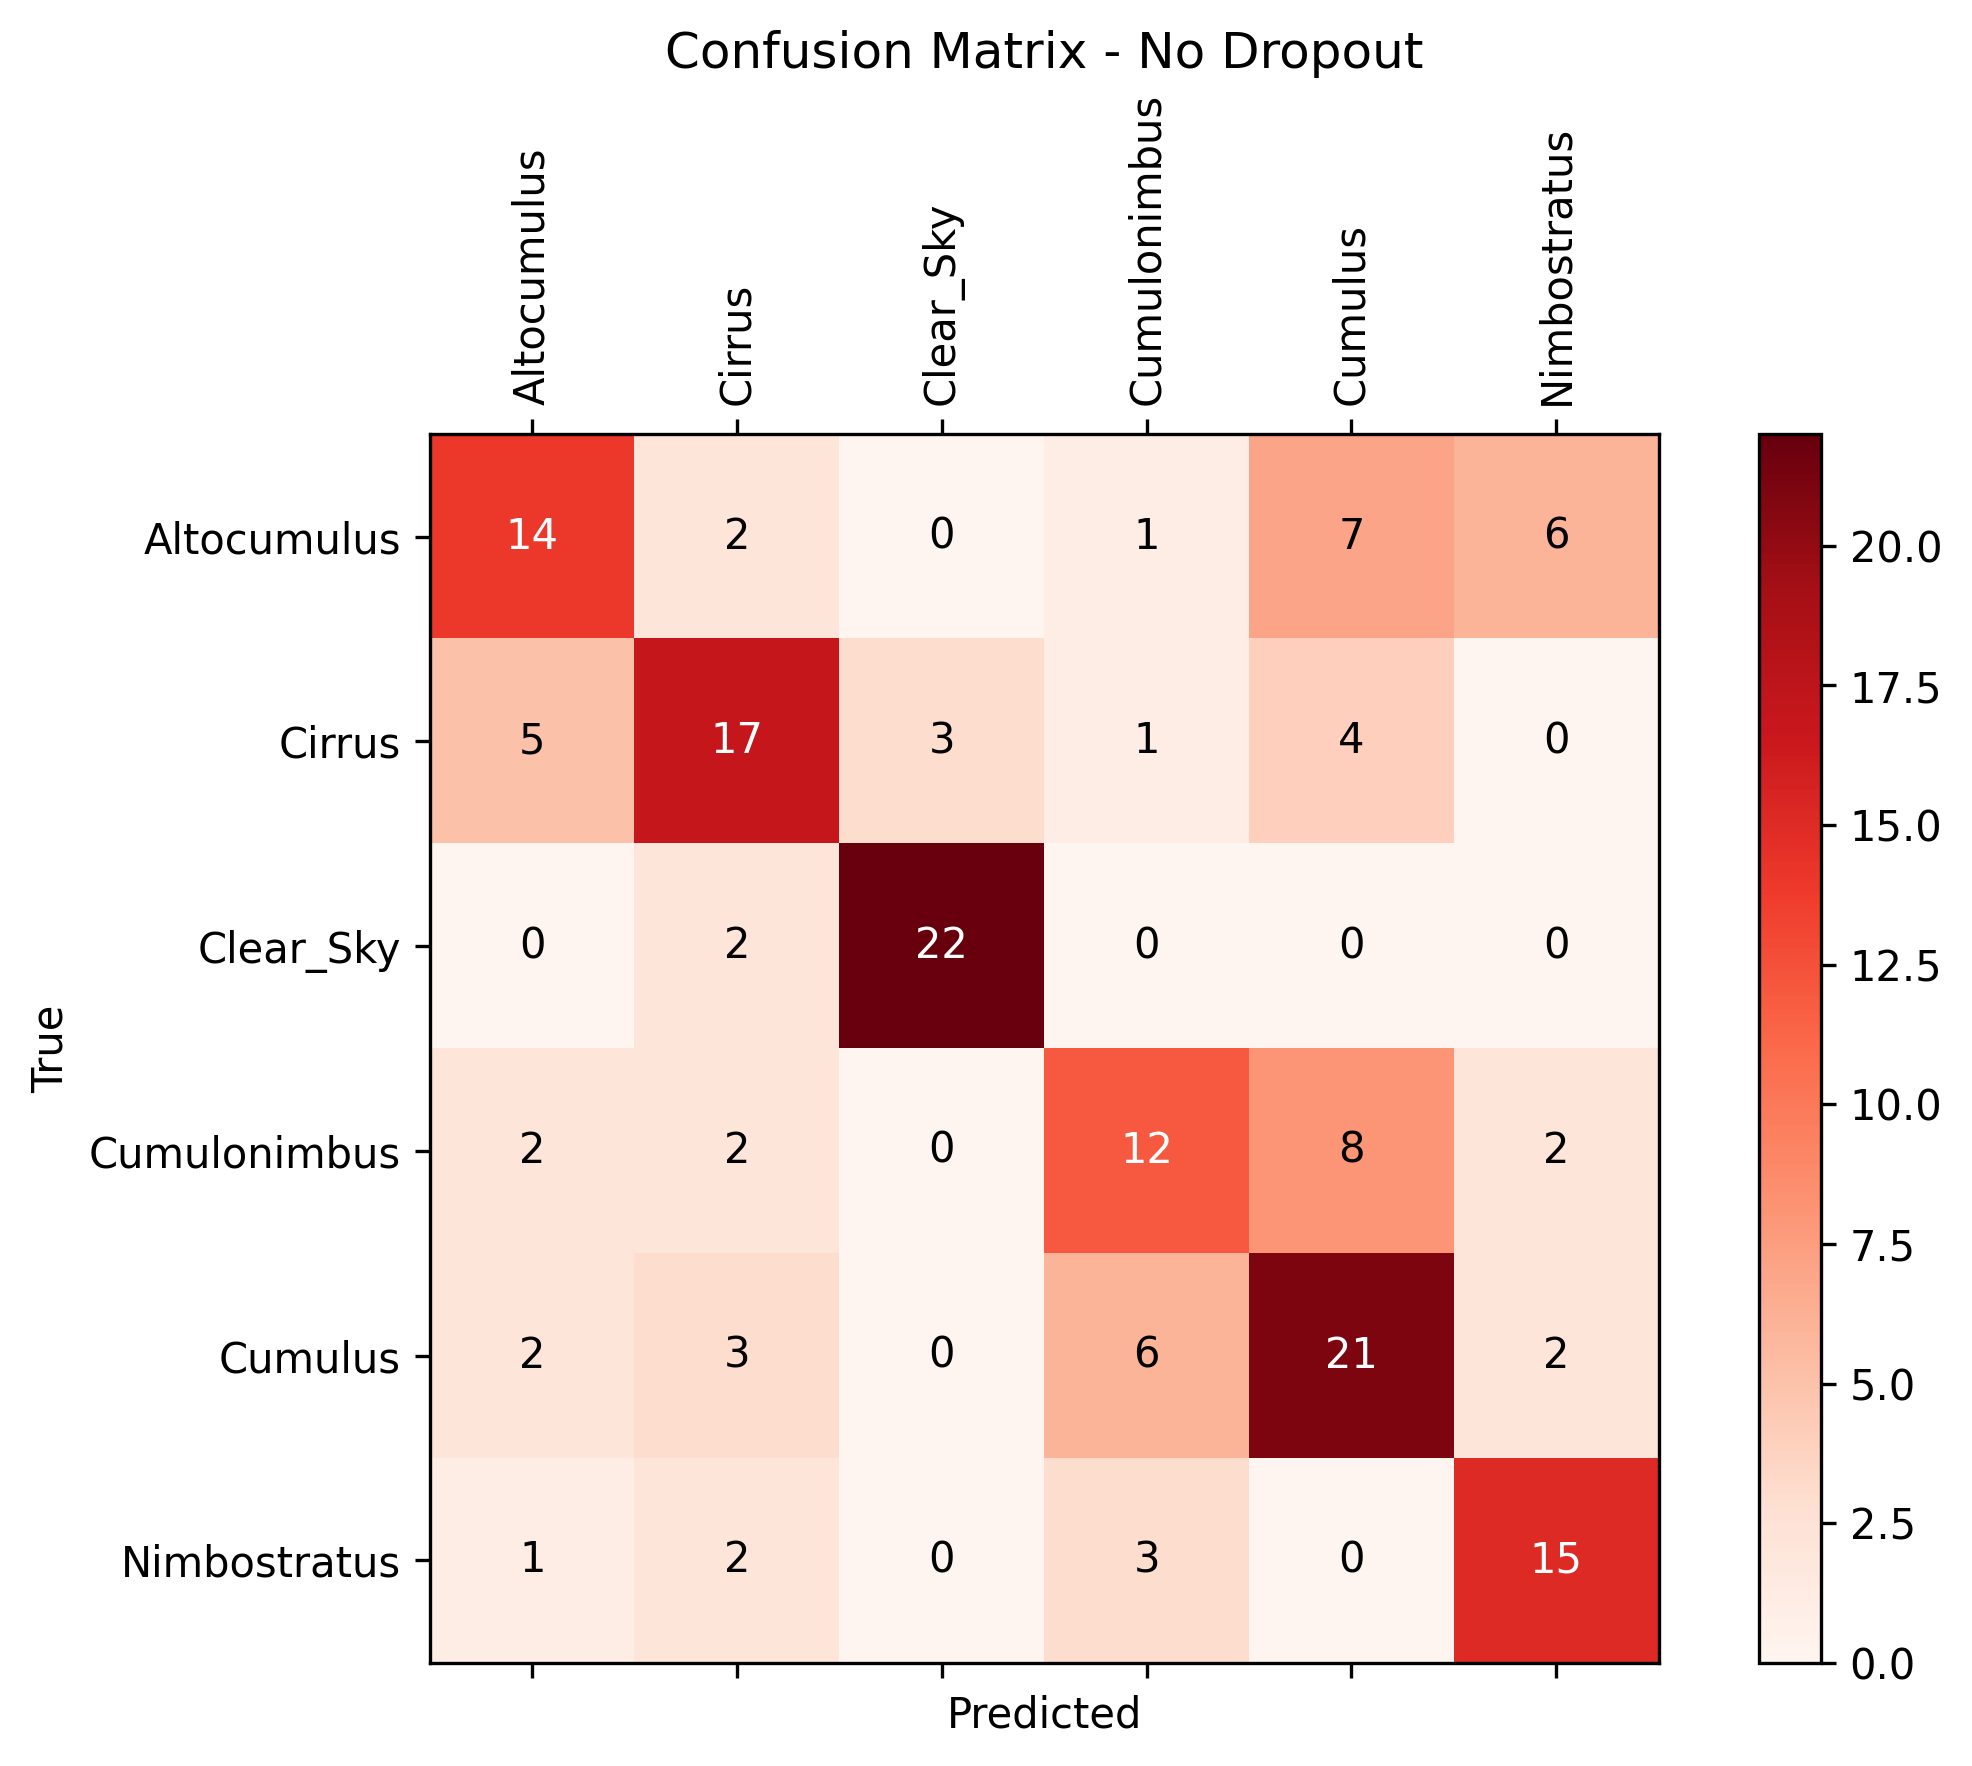 Confusion Matrix - No Dropout
Altocumulus
Cirrus
Clear_Sky
Cumulonimbus
Cumulus
Nimbostratus
Altocumulus 14 2 0 1 7 6
Cirrus 5 17 3 1 4 0
Clear_Sky 0 2 22 0 0 0
Cumulonimbus 2 2 0 12 8 2
Cumulus 2 3 0 6 21 2
Nimbostratus 1 2 0 3 0 15
True
Predicted
20.0
17.5
15.0
12.5
10.0
7.5
5.0
2.5
0.0